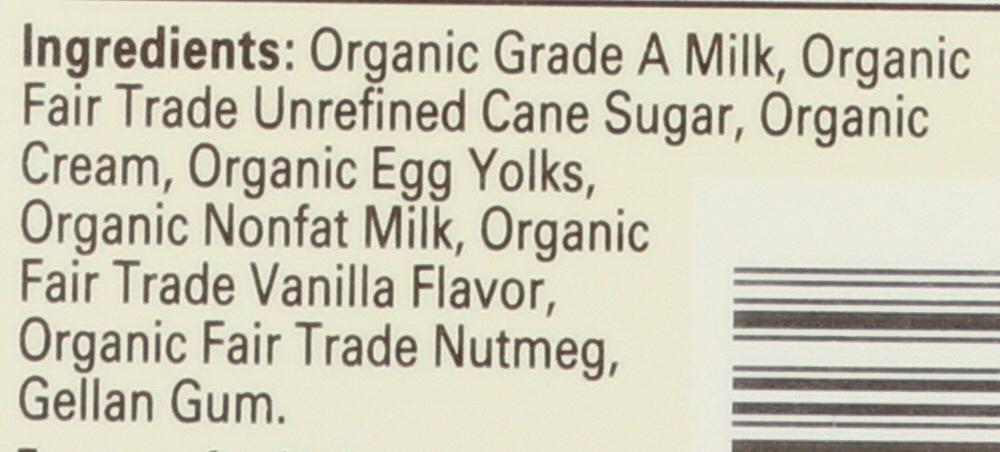 Ingredients: Organic Grade A Milk, Organic
Fair Trade Unrefined Cane Sugar, Organic
Cream, Organic Egg Yolks,
Organic Nonfat Milk, Organic
Fair Trade Vanilla Flavor,
Organic Fair Trade Nutmeg,
Gellan Gum.